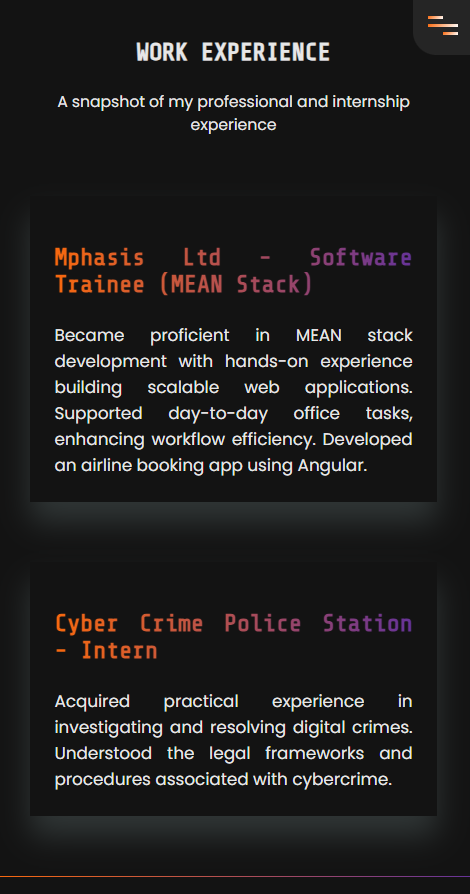 WORK EXPERIENCE
A snapshot of my professional and internship
experience
Mphasis Ltd - Software
Trainee (MEAN Stack)
Became proficient in MEAN stack
development with hands-on experience
building scalable web applications.
Supported day-to-day office tasks,
enhancing workflow efficiency. Developed
an airline booking app using Angular.
Cyber Crime Police Station
- Intern
Acquired practical experience in
investigating and resolving digital crimes.
Understood the legal frameworks and
procedures associated with cybercrime.